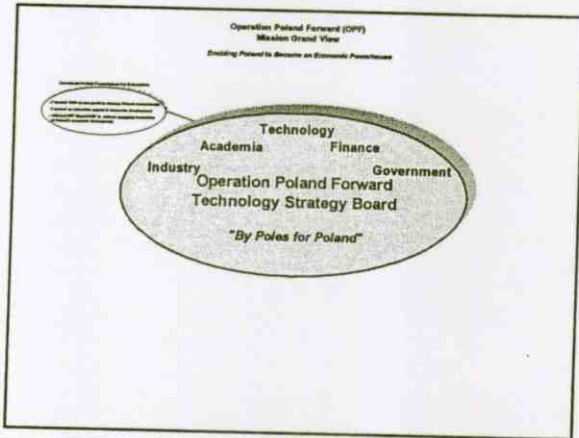 Operation Poland Forward (OPF)
Mission Grand View
Enabling Poland to Become an Economic Powerhouse
Technology
Academia Finance
Industry Government
Operation Poland Forward
Technology Strategy Board
"By Poles for Poland"